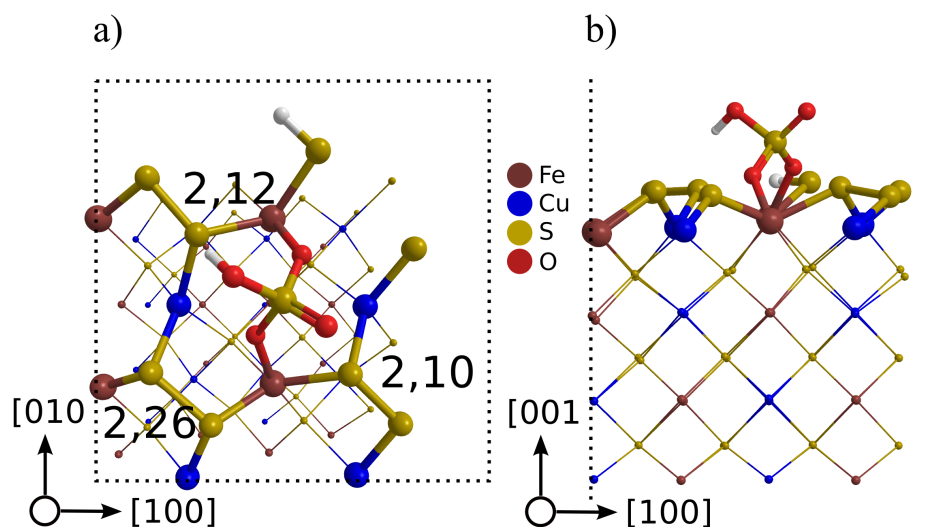 a)
b)
2,12
Fe
Cu
S
O
2,10
2,26
[010]
[100]
[001
[100]